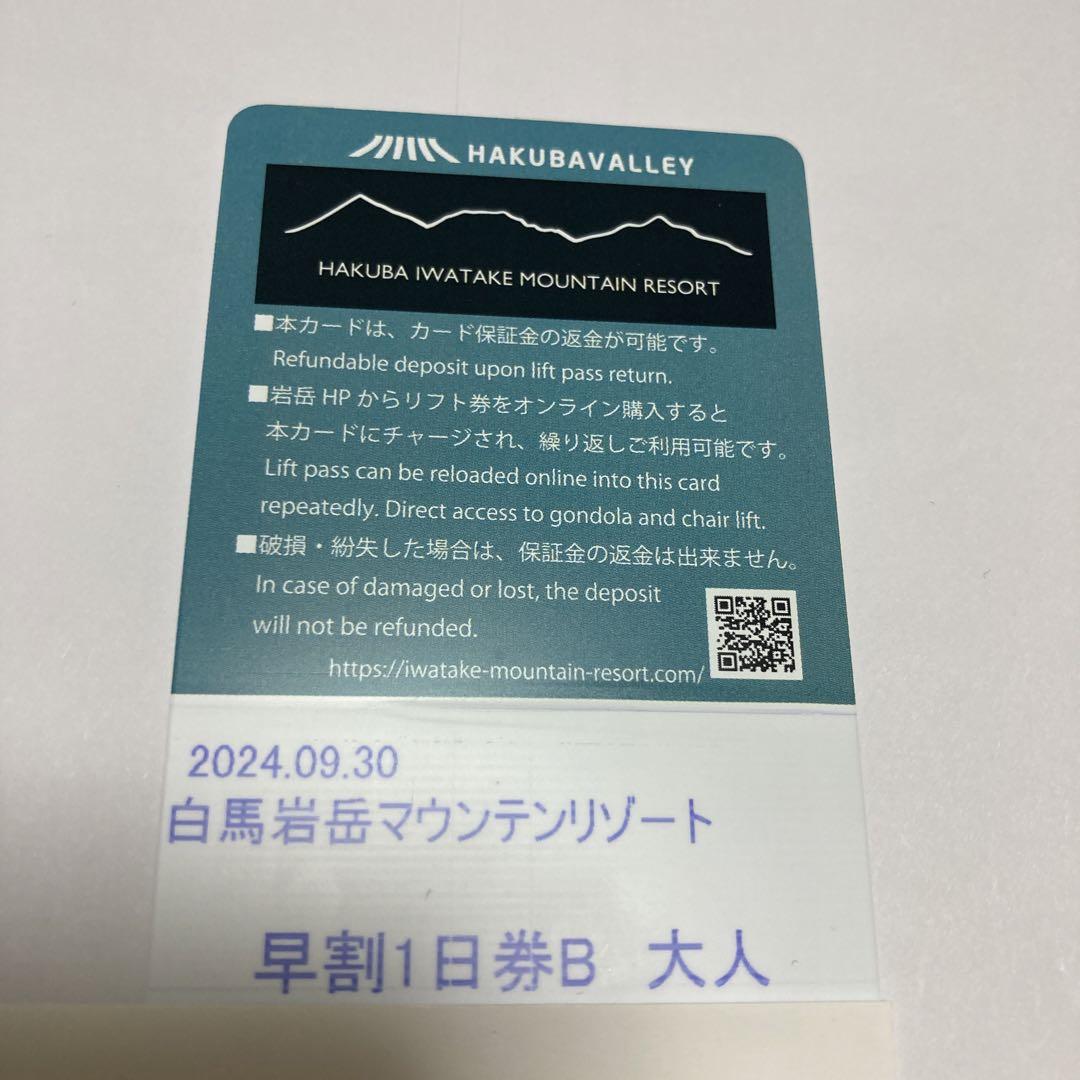 HAKUBAVALLEY
HAKUBA IWATAKE MOUNTAIN RESORT
■本カードは、カード保証金の返金が可能です。
Refundable deposit upon lift pass return.
■岩岳 HP からリフト券をオンライン購入すると
本カードにチャージされ、繰り返しご利用可能です。
Lift pass can be reloaded online into this card
repeatedly. Direct access to gondola and chair lift.
■破損・紛失した場合は、保証金の返金は出来ません。
In case of damaged or lost, the deposit
will not be refunded.
https://iwatake-mountain-resort.com/
2024.09.30
白馬岩岳マウンテンリゾート
早割1日券B 大人